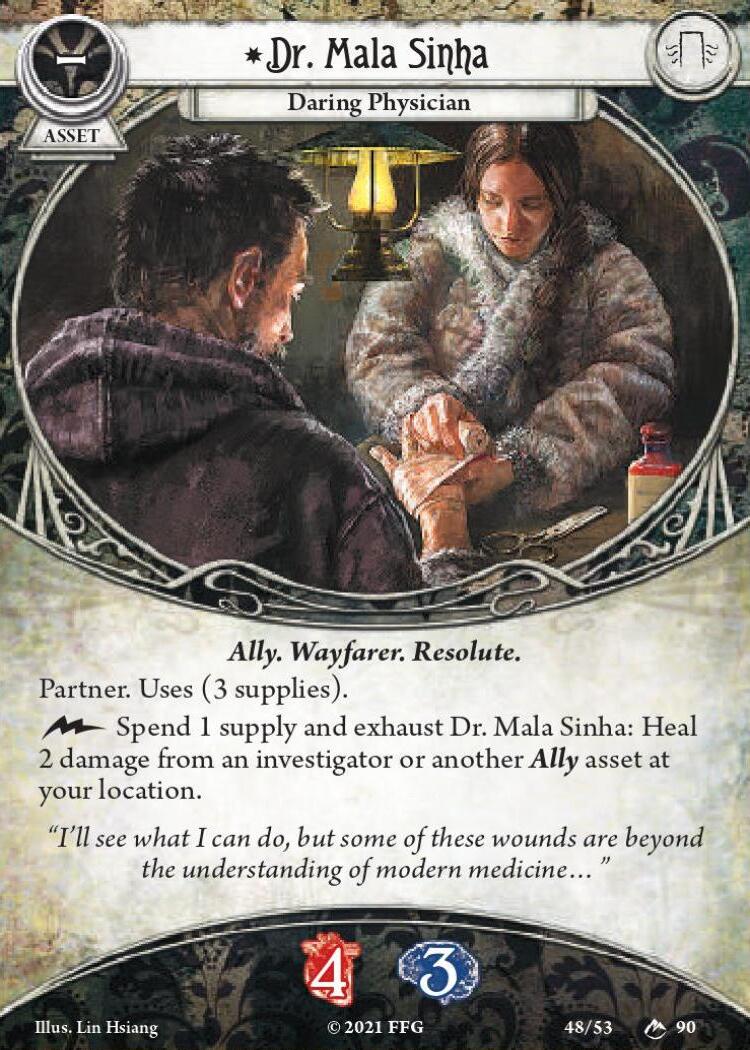 ✷Dr. Mala Sinha
Daring Physician
ASSET
Ally. Wayfarer. Resolute.
Partner. Uses (3 supplies).
Spend 1 supply and exhaust Dr. Mala Sinha: Heal
2 damage from an investigator or another Ally asset at
your location.
“I’ll see what I can do, but some of these wounds are beyond
the understanding of modern medicine… ”
4 3
Illus. Lin Hsiang © 2021 FFG 48/53 90